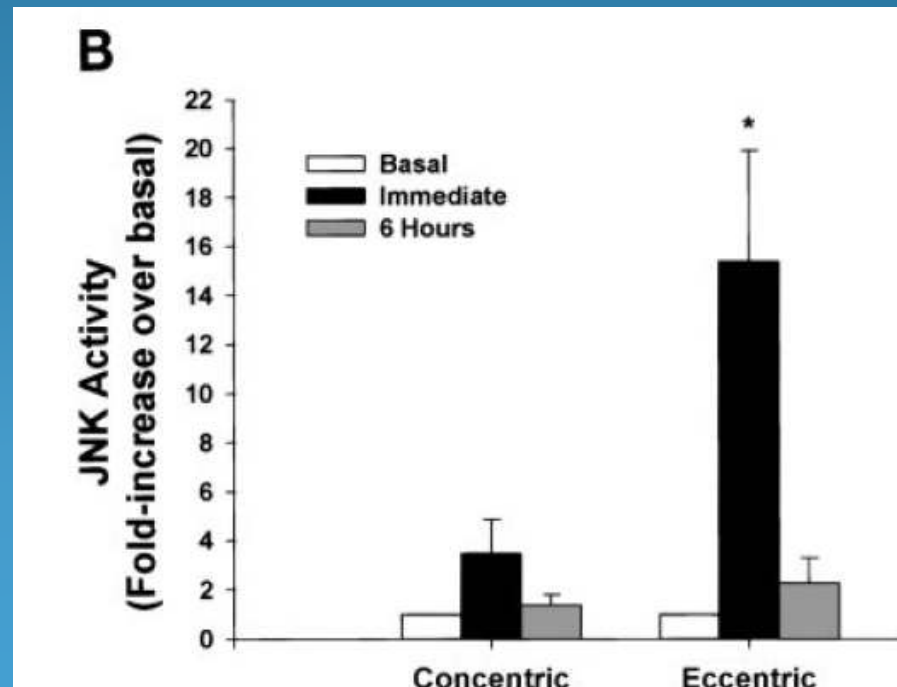 B
JNK Activity
(Fold-increase over basal)
22
20
18
16
14
12
10
8
6
4
2
0
Basal
Immediate
6 Hours
*
Concentric
Eccentric